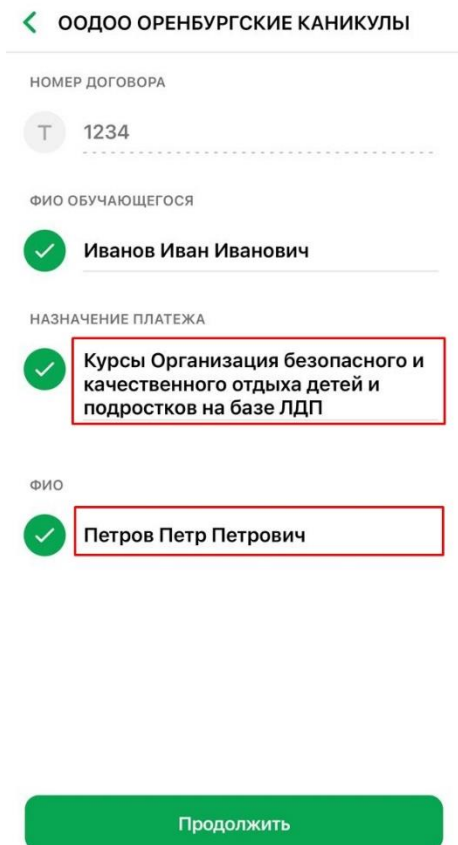 ООДОО ОРЕНБУРГСКИЕ КАНИКУЛЫ
НОМЕР ДОГОВОРА
Т 1234
ФИО ОБУЧАЮЩЕГОСЯ
Иванов Иван Иванович
НАЗНАЧЕНИЕ ПЛАТЕЖА
Курсы Организация безопасного и
качественного отдыха детей и
подростков на базе ЛДП
ФИО
Петров Петр Петрович
Продолжить